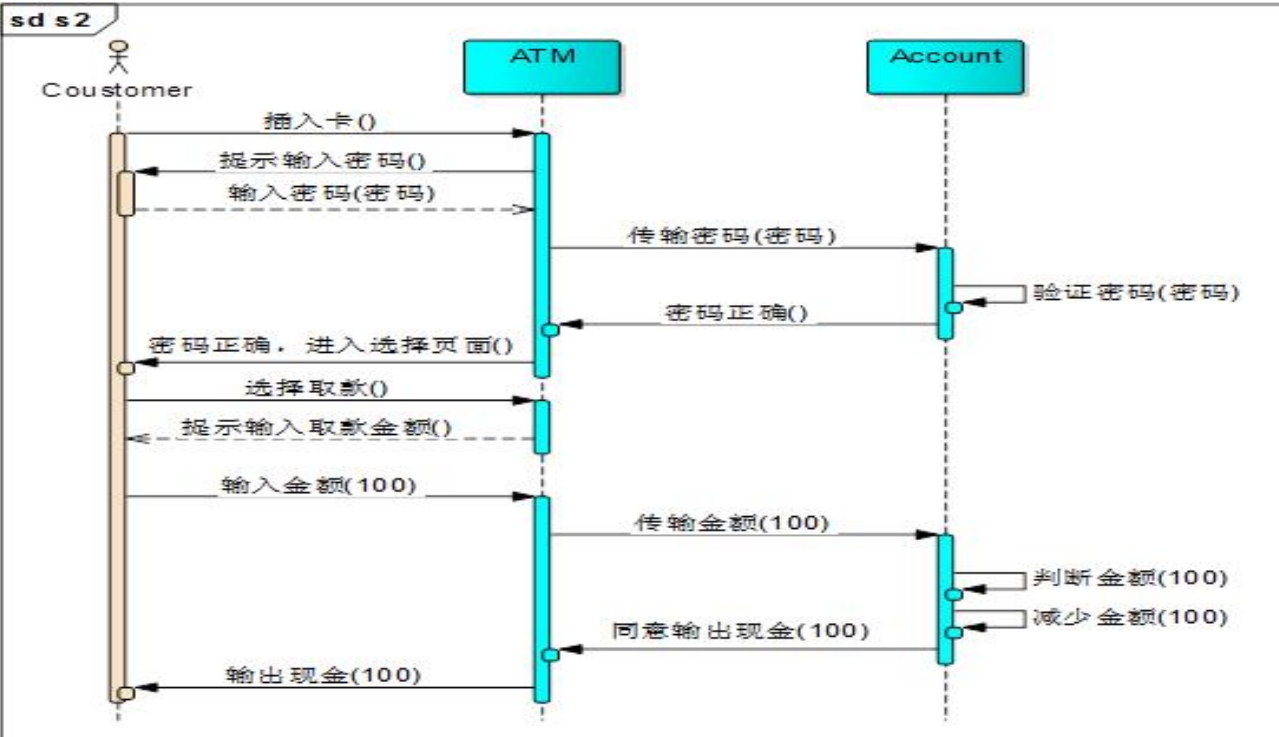 sd s2
Coustomer
ATM
Account
插入卡()
提示输入密码()
输入密码(密码)
传输密码(密码)
验证密码(密码)
密码正确()
密码正确，进入选择页面()
选择取款()
提示输入取款金额()
输入金额(100)
传输金额(100)
判断金额(100)
减少金额(100)
同意输出现金(100)
输出现金(100)